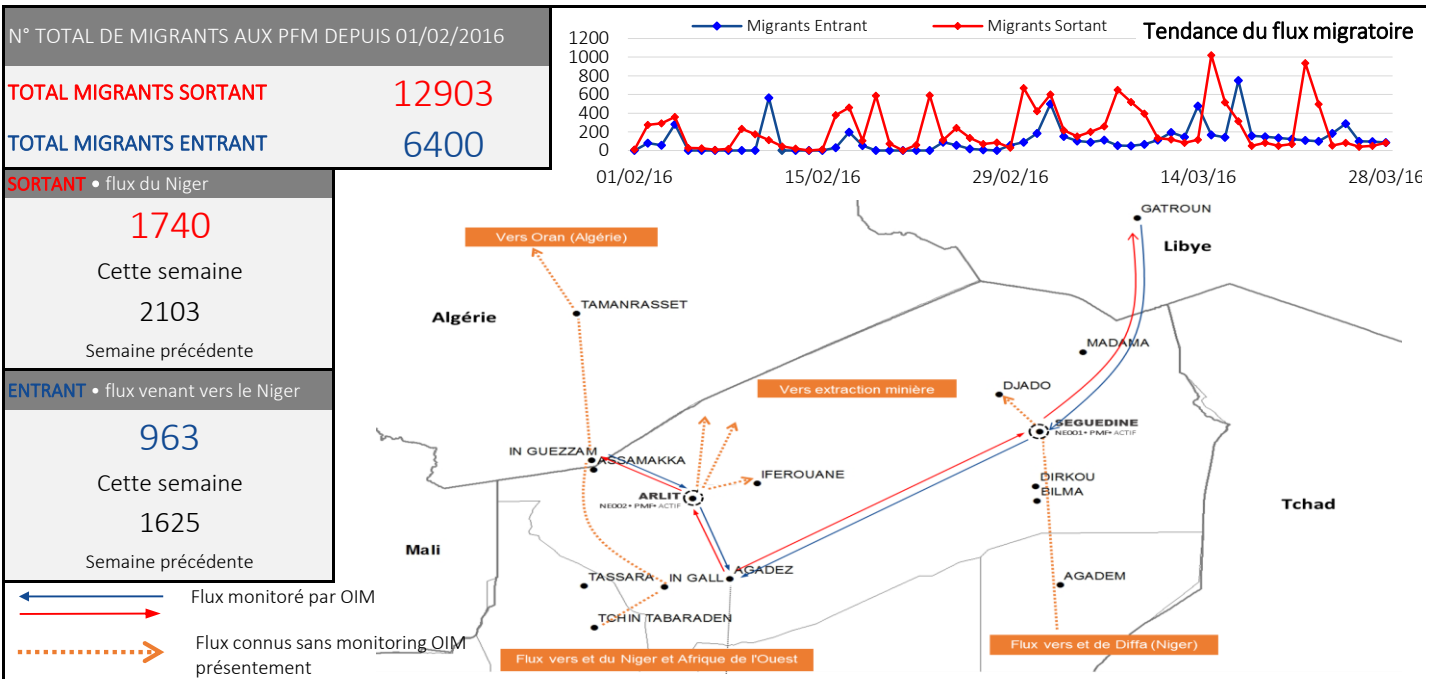 N° TOTAL DE MIGRANTS AUX PFM DEPUIS 01/02/2016
TOTAL MIGRANTS SORTANT 12903
TOTAL MIGRANTS ENTRANT 6400
SORTANT • flux du Niger
1740
Cette semaine
2103
Semaine précédente
ENTRANT • flux venant vers le Niger
963
Cette semaine
1625
Semaine précédente
Flux monitoré par OIM
Flux connus sans monitoring OIM
présentement
Migrants Entrant
Migrants Sortant
Tendance du flux migratoire
1200
1000
800
600
400
200
0
01/02/16
15/02/16
29/02/16
14/03/16
28/03/16
GATROUN
Vers Oran (Algérie)
Libye
TAMANRASSET
Algérie
MADAMA
Vers extraction minière
DJADO
SEGUEDINE
NE001 • PMF• ACTIF
IN GUEZZAM
ASSAMAKKA
IFEROUANE
DIRKOU
BILMA
ARLIT
NE002 • PMF• ACTIF
Tchad
Mali
TASSARA
IN GALL
AGADEZ
AGADEM
TCHIN TABARADEN
Flux vers et de Diffa (Niger)
Flux vers et du Niger et Afrique de l'Ouest